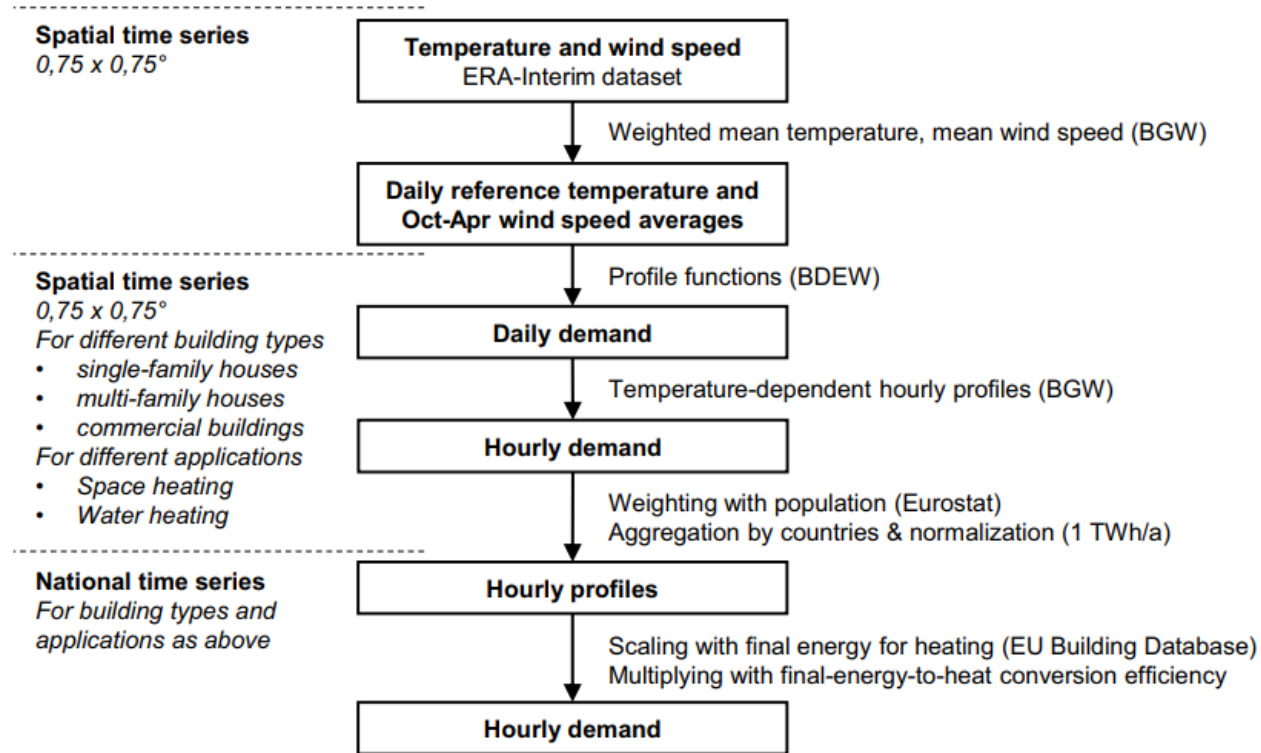 Spatial time series
0,75 x 0,75°
Temperature and wind speed
ERA-Interim dataset
Weighted mean temperature, mean wind speed (BGW)
Daily reference temperature and
Oct-Apr wind speed averages
Profile functions (BDEW)
Spatial time series
0,75 x 0,75°
For different building types
• single-family houses
• multi-family houses
• commercial buildings
For different applications
• Space heating
• Water heating
Daily demand
Temperature-dependent hourly profiles (BGW)
Hourly demand
Weighting with population (Eurostat)
Aggregation by countries & normalization (1 TWh/a)
National time series
For building types and
applications as above
Hourly profiles
Scaling with final energy for heating (EU Building Database)
Multiplying with final-energy-to-heat conversion efficiency
Hourly demand